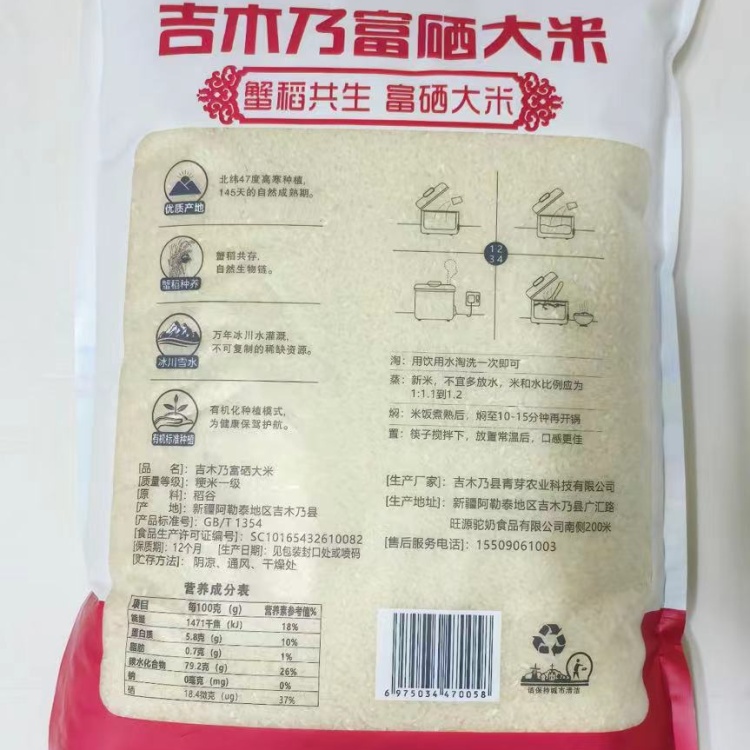 吉木乃富硒大米
蟹稻共生 富硒大米
北纬47度高寒种植,
145天的自然成熟期。
优质产地
蟹稻共存,
自然生物链。
蟹稻种养
万年冰川水灌溉,
不可复制的稀缺资源。
冰川雪水
有机化种植模式,
为健康保驾护航。
有机标准种植
1 2
3 4
淘:用饮用水淘洗一次即可
蒸:新米,不宜多放水,米和水比例应为
1:1.1到1.2
焖:米饭煮熟后,焖至10-15分钟再开锅
置:筷子搅拌下,放置常温后,口感更佳
[品 名]:吉木乃富硒大米
[质量等级]:粳米一级
[原 料]:稻谷
[产 地]:新疆阿勒泰地区吉木乃县
[产品标准号]:GB/T 1354
[食品生产许可证编号]:SC10165432610082
[保质期]:12个月 [生产日期]:见包装封口处或喷码
[贮存方法]:阴凉、通风、干燥处
[生产厂家]:吉木乃县青芽农业科技有限公司
[生产地址]:新疆阿勒泰地区吉木乃县广汇路
旺源驼奶食品有限公司南侧200米
[售后服务电话]:15509061003
营养成分表
项目 每100克(g) 营养素参考值%
能量 1471千焦(kJ) 18%
蛋白质 5.8克(g) 10%
脂肪 0.7克(g) 1%
碳水化合物 79.2克(g) 26%
钠 0毫克(mg) 0%
硒 18.4微克(ug) 37%
6 975034 470058
请保持城市清洁